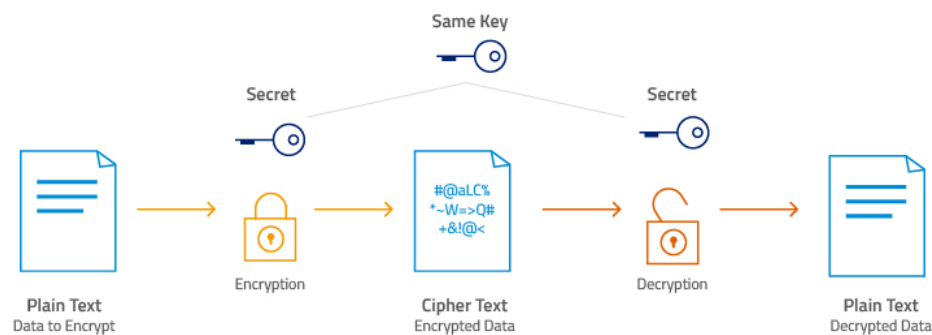 Same Key
Secret
Secret
#@aLC%
*~W=>Q#
+&!@<
Encryption
Decryption
Plain Text
Data to Encrypt
Cipher Text
Encrypted Data
Plain Text
Decrypted Data